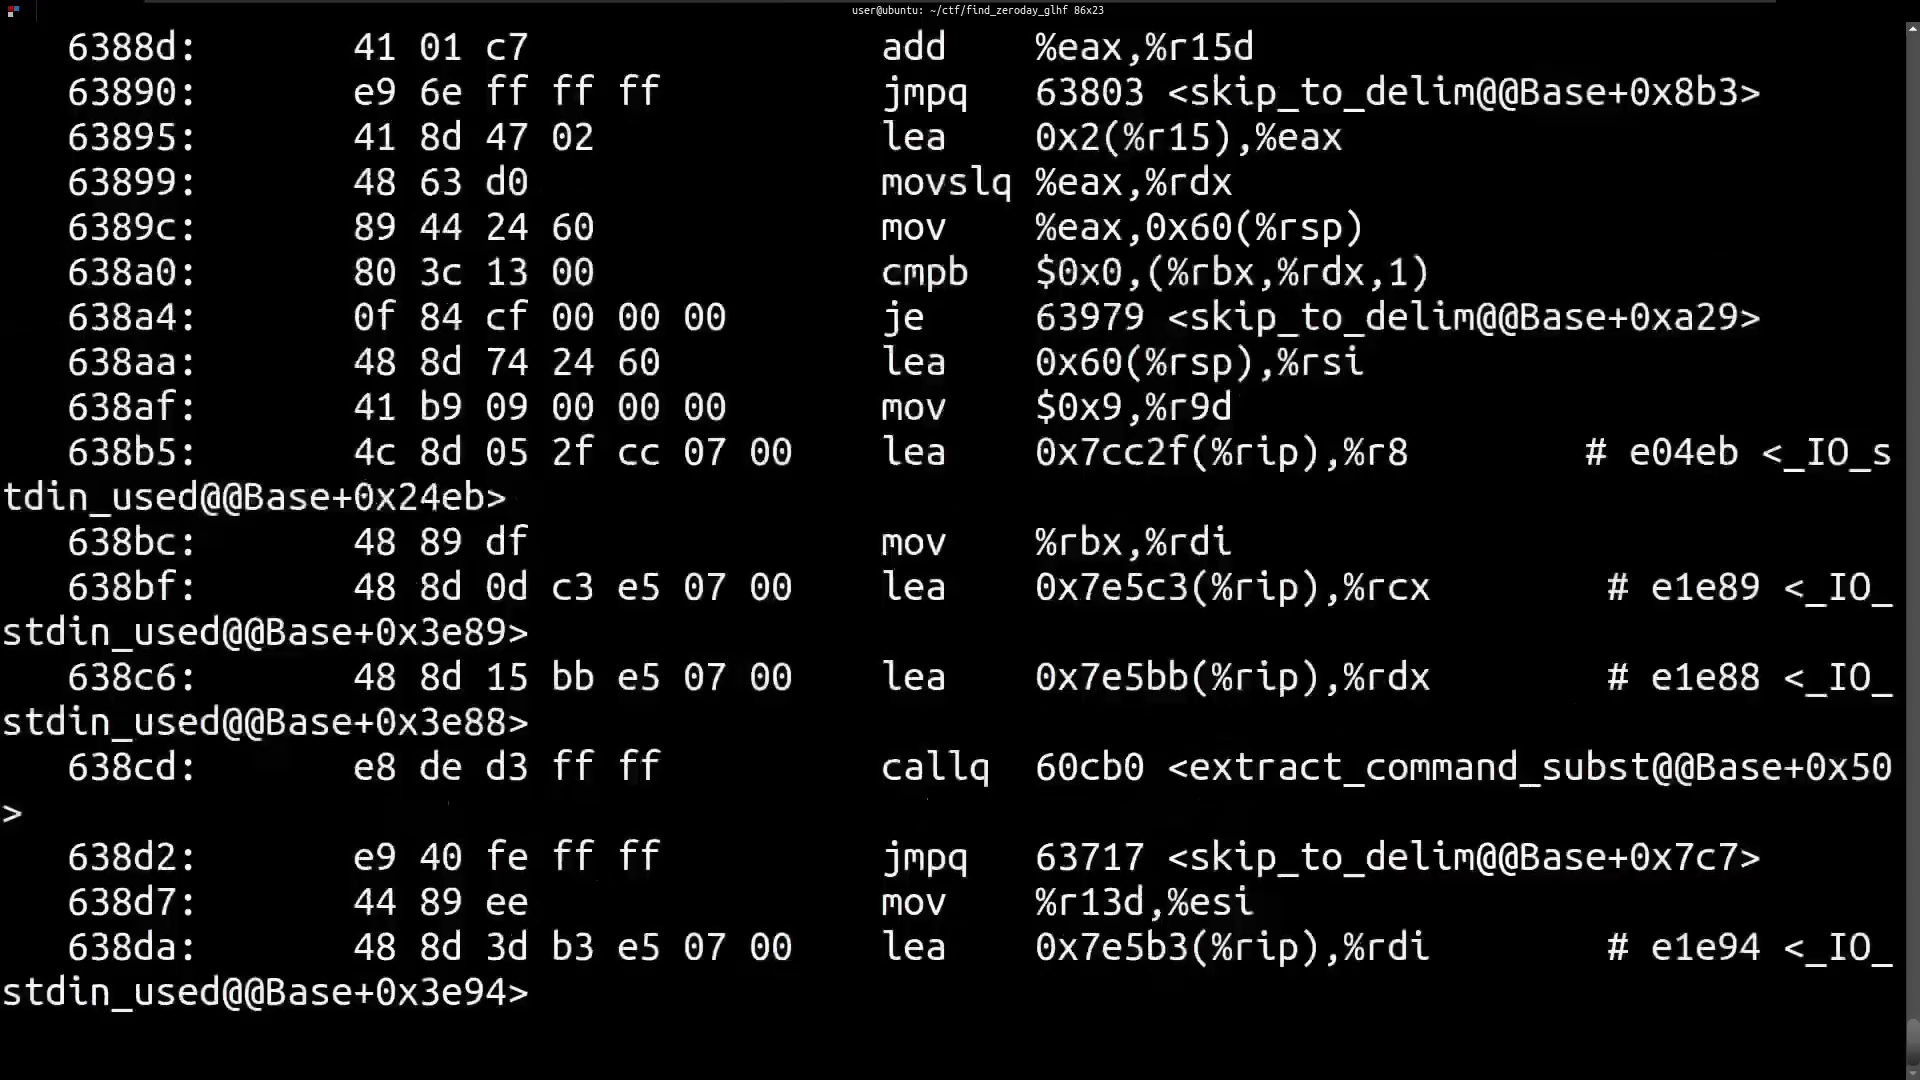 user@ubuntu: ~/ctf/find_zeroday_glhf 86x23
6388d: 41 01 c7 add %eax,%r15d
63890: e9 6e ff ff ff jmpq 63803 <skip_to_delim@@Base+0x8b3>
63895: 41 8d 47 02 lea 0x2(%r15),%eax
63899: 48 63 d0 movslq %eax,%rdx
6389c: 89 44 24 60 mov %eax,0x60(%rsp)
638a0: 80 3c 13 00 cmpb $0x0,(%rbx,%rdx,1)
638a4: 0f 84 cf 00 00 00 je 63979 <skip_to_delim@@Base+0xa29>
638aa: 48 8d 74 24 60 lea 0x60(%rsp),%rsi
638af: 41 b9 09 00 00 00 mov $0x9,%r9d
638b5: 4c 8d 05 2f cc 07 00 lea 0x7cc2f(%rip),%r8 # e04eb <_IO_s
tdin_used@@Base+0x24eb>
638bc: 48 89 df mov %rbx,%rdi
638bf: 48 8d 0d c3 e5 07 00 lea 0x7e5c3(%rip),%rcx # e1e89 <_IO_
stdin_used@@Base+0x3e89>
638c6: 48 8d 15 bb e5 07 00 lea 0x7e5bb(%rip),%rdx # e1e88 <_IO_
stdin_used@@Base+0x3e88>
638cd: e8 de d3 ff ff callq 60cb0 <extract_command_subst@@Base+0x50
>
638d2: e9 40 fe ff ff jmpq 63717 <skip_to_delim@@Base+0x7c7>
638d7: 44 89 ee mov %r13d,%esi
638da: 48 8d 3d b3 e5 07 00 lea 0x7e5b3(%rip),%rdi # e1e94 <_IO_
stdin_used@@Base+0x3e94>